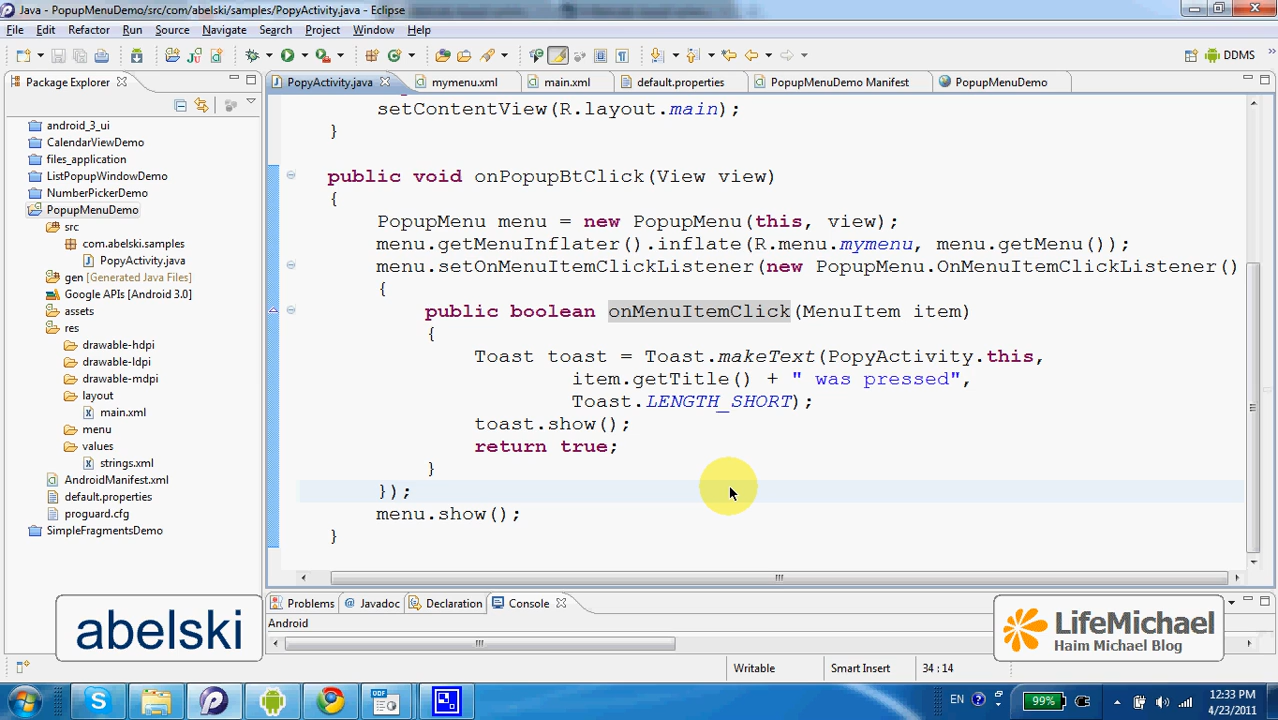 Java - PopupMenuDemo/src/com/abelski/samples/PopyActivity.java - Eclipse
File Edit Refactor Run Source Navigate Search Project Window Help
DDMS
Package Explorer
PopyActivity.java mymenu.xml main.xml default.properties PopupMenuDemo Manifest PopupMenuDemo
android_3_ui
CalendarViewDemo
files_application
ListPopupWindowDemo
NumberPickerDemo
PopupMenuDemo
src
com.abelski.samples
PopyActivity.java
gen [Generated Java Files]
Google APIs [Android 3.0]
assets
res
drawable-hdpi
drawable-ldpi
drawable-mdpi
layout
main.xml
menu
values
strings.xml
AndroidManifest.xml
default.properties
proguard.cfg
SimpleFragmentsDemo
setContentView(R.layout.main);
}
public void onPopupBtClick(View view)
{
PopupMenu menu = new PopupMenu(this, view);
menu.getMenuInflater().inflate(R.menu.mymenu, menu.getMenu());
menu.setOnMenuItemClickListener(new PopupMenu.OnMenuItemClickListener()
{
public boolean onMenuItemClick(MenuItem item)
{
Toast toast = Toast.makeText(PopyActivity.this,
item.getTitle() + " was pressed",
Toast.LENGTH_SHORT);
toast.show();
return true;
}
});
menu.show();
}
Problems @ Javadoc Declaration Console
Android
abelski
LifeMichael
Haim Michael Blog
Writable Smart Insert 34 : 14
EN 99% 12:33 PM
4/23/2011